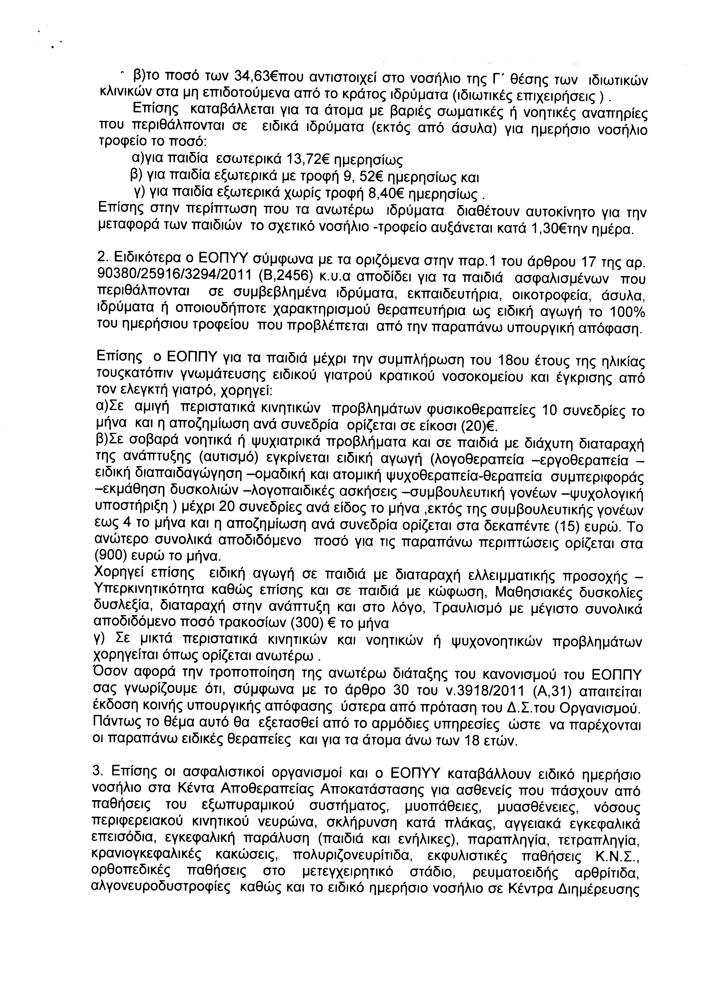 β)το ποσό των 34,63€που αντιστοιχεί στο νοσήλιο της Γ΄ θέσης των ιδιωτικών
κλινικών στα μη επιδοτούμενα από το κράτος ιδρύματα (ιδιωτικές επιχειρήσεις ) .
Επίσης καταβάλλεται για τα άτομα με βαριές σωματικές ή νοητικές αναπηρίες
που περιθάλπονται σε ειδικά ιδρύματα (εκτός από άσυλα) για ημερήσιο νοσήλιο
τροφείο το ποσό:
α)για παιδία εσωτερικά 13,72€ ημερησίως
β) για παιδία εξωτερικά με τροφή 9, 52€ ημερησίως και
γ) για παιδία εξωτερικά χωρίς τροφή 8,40€ ημερησίως .
Επίσης στην περίπτωση που τα ανωτέρω ιδρύματα διαθέτουν αυτοκίνητο για την
μεταφορά των παιδιών το σχετικό νοσήλιο -τροφείο αυξάνεται κατά 1,30€την ημέρα.
2. Ειδικότερα ο ΕΟΠΥΥ σύμφωνα με τα οριζόμενα στην παρ.1 του άρθρου 17 της αρ.
90380/25916/3294/2011 (Β,2456) κ.υ.α αποδίδει για τα παιδιά ασφαλισμένων που
περιθάλπονται σε συμβεβλημένα ιδρύματα, εκπαιδευτήρια, οικοτροφεία, άσυλα,
ιδρύματα ή οποιουδήποτε χαρακτηρισμού θεραπευτήρια ως ειδική αγωγή το 100%
του ημερήσιου τροφείου που προβλέπεται από την παραπάνω υπουργική απόφαση.
Επίσης ο ΕΟΠΠΥ για τα παιδιά μέχρι την συμπλήρωση του 18ου έτους της ηλικίας
τουςκατόπιν γνωμάτευσης ειδικού γιατρού κρατικού νοσοκομείου και έγκρισης από
τον ελεγκτή γιατρό, χορηγεί:
α)Σε αμιγή περιστατικά κινητικών προβλημάτων φυσικοθεραπείες 10 συνεδρίες το
μήνα και η αποζημίωση ανά συνεδρία ορίζεται σε είκοσι (20)€.
β)Σε σοβαρά νοητικά ή ψυχιατρικά προβλήματα και σε παιδιά με διάχυτη διαταραχή
της ανάπτυξης (αυτισμό) εγκρίνεται ειδική αγωγή (λογοθεραπεία –εργοθεραπεία –
ειδική διαπαιδαγώγηση –ομαδική και ατομική ψυχοθεραπεία-θεραπεία συμπεριφοράς
–εκμάθηση δυσκολιών –λογοπαιδικές ασκήσεις –συμβουλευτική γονέων –ψυχολογική
υποστήριξη ) μέχρι 20 συνεδρίες ανά είδος το μήνα ,εκτός της συμβουλευτικής γονέων
εως 4 το μήνα και η αποζημίωση ανά συνεδρία ορίζεται στα δεκαπέντε (15) ευρώ. Το
ανώτερο συνολικά αποδιδόμενο ποσό για τις παραπάνω περιπτώσεις ορίζεται στα
(900) ευρώ το μήνα.
Χορηγεί επίσης ειδική αγωγή σε παιδιά με διαταραχή ελλειμματικής προσοχής –
Υπερκινητικότητα καθώς επίσης και σε παιδιά με κώφωση, Μαθησιακές δυσκολίες
δυσλεξία, διαταραχή στην ανάπτυξη και στο λόγο, Τραυλισμό με μέγιστο συνολικά
αποδιδόμενο ποσό τρακοσίων (300) € το μήνα
γ) Σε μικτά περιστατικά κινητικών και νοητικών ή ψυχονοητικών προβλημάτων
χορηγείται όπως ορίζεται ανωτέρω .
Όσον αφορά την τροποποίηση της ανωτέρω διάταξης του κανονισμού του ΕΟΠΠΥ
σας γνωρίζουμε ότι, σύμφωνα με το άρθρο 30 του ν.3918/2011 (Α,31) απαιτείται
έκδοση κοινής υπουργικής απόφασης ύστερα από πρόταση του Δ.Σ.του Οργανισμού.
Πάντως το θέμα αυτό θα εξετασθεί από το αρμόδιες υπηρεσίες ώστε να παρέχονται
οι παραπάνω ειδικές θεραπείες και για τα άτομα άνω των 18 ετών.
3. Επίσης οι ασφαλιστικοί οργανισμοί και ο ΕΟΠΥΥ καταβάλλουν ειδικό ημερήσιο
νοσήλιο στα Κέντα Αποθεραπείας Αποκατάστασης για ασθενείς που πάσχουν από
παθήσεις του εξωπυραμικού συστήματος, μυοπάθειες, μυασθένειες, νόσους
περιφερειακού κινητικού νευρώνα, σκλήρυνση κατά πλάκας, αγγειακά εγκεφαλικά
επεισόδια, εγκεφαλική παράλυση (παιδιά και ενήλικες), παραπληγία, τετραπληγία,
κρανιογκεφαλικές κακώσεις, πολυριζονευρίτιδα, εκφυλιστικές παθήσεις Κ.Ν.Σ.,
ορθοπεδικές παθήσεις στο μετεγχειρητικό στάδιο, ρευματοειδής αρθρίτιδα,
αλγονευροδυστροφίες καθώς και το ειδικό ημερήσιο νοσήλιο σε Κέντρα Διημέρευσης